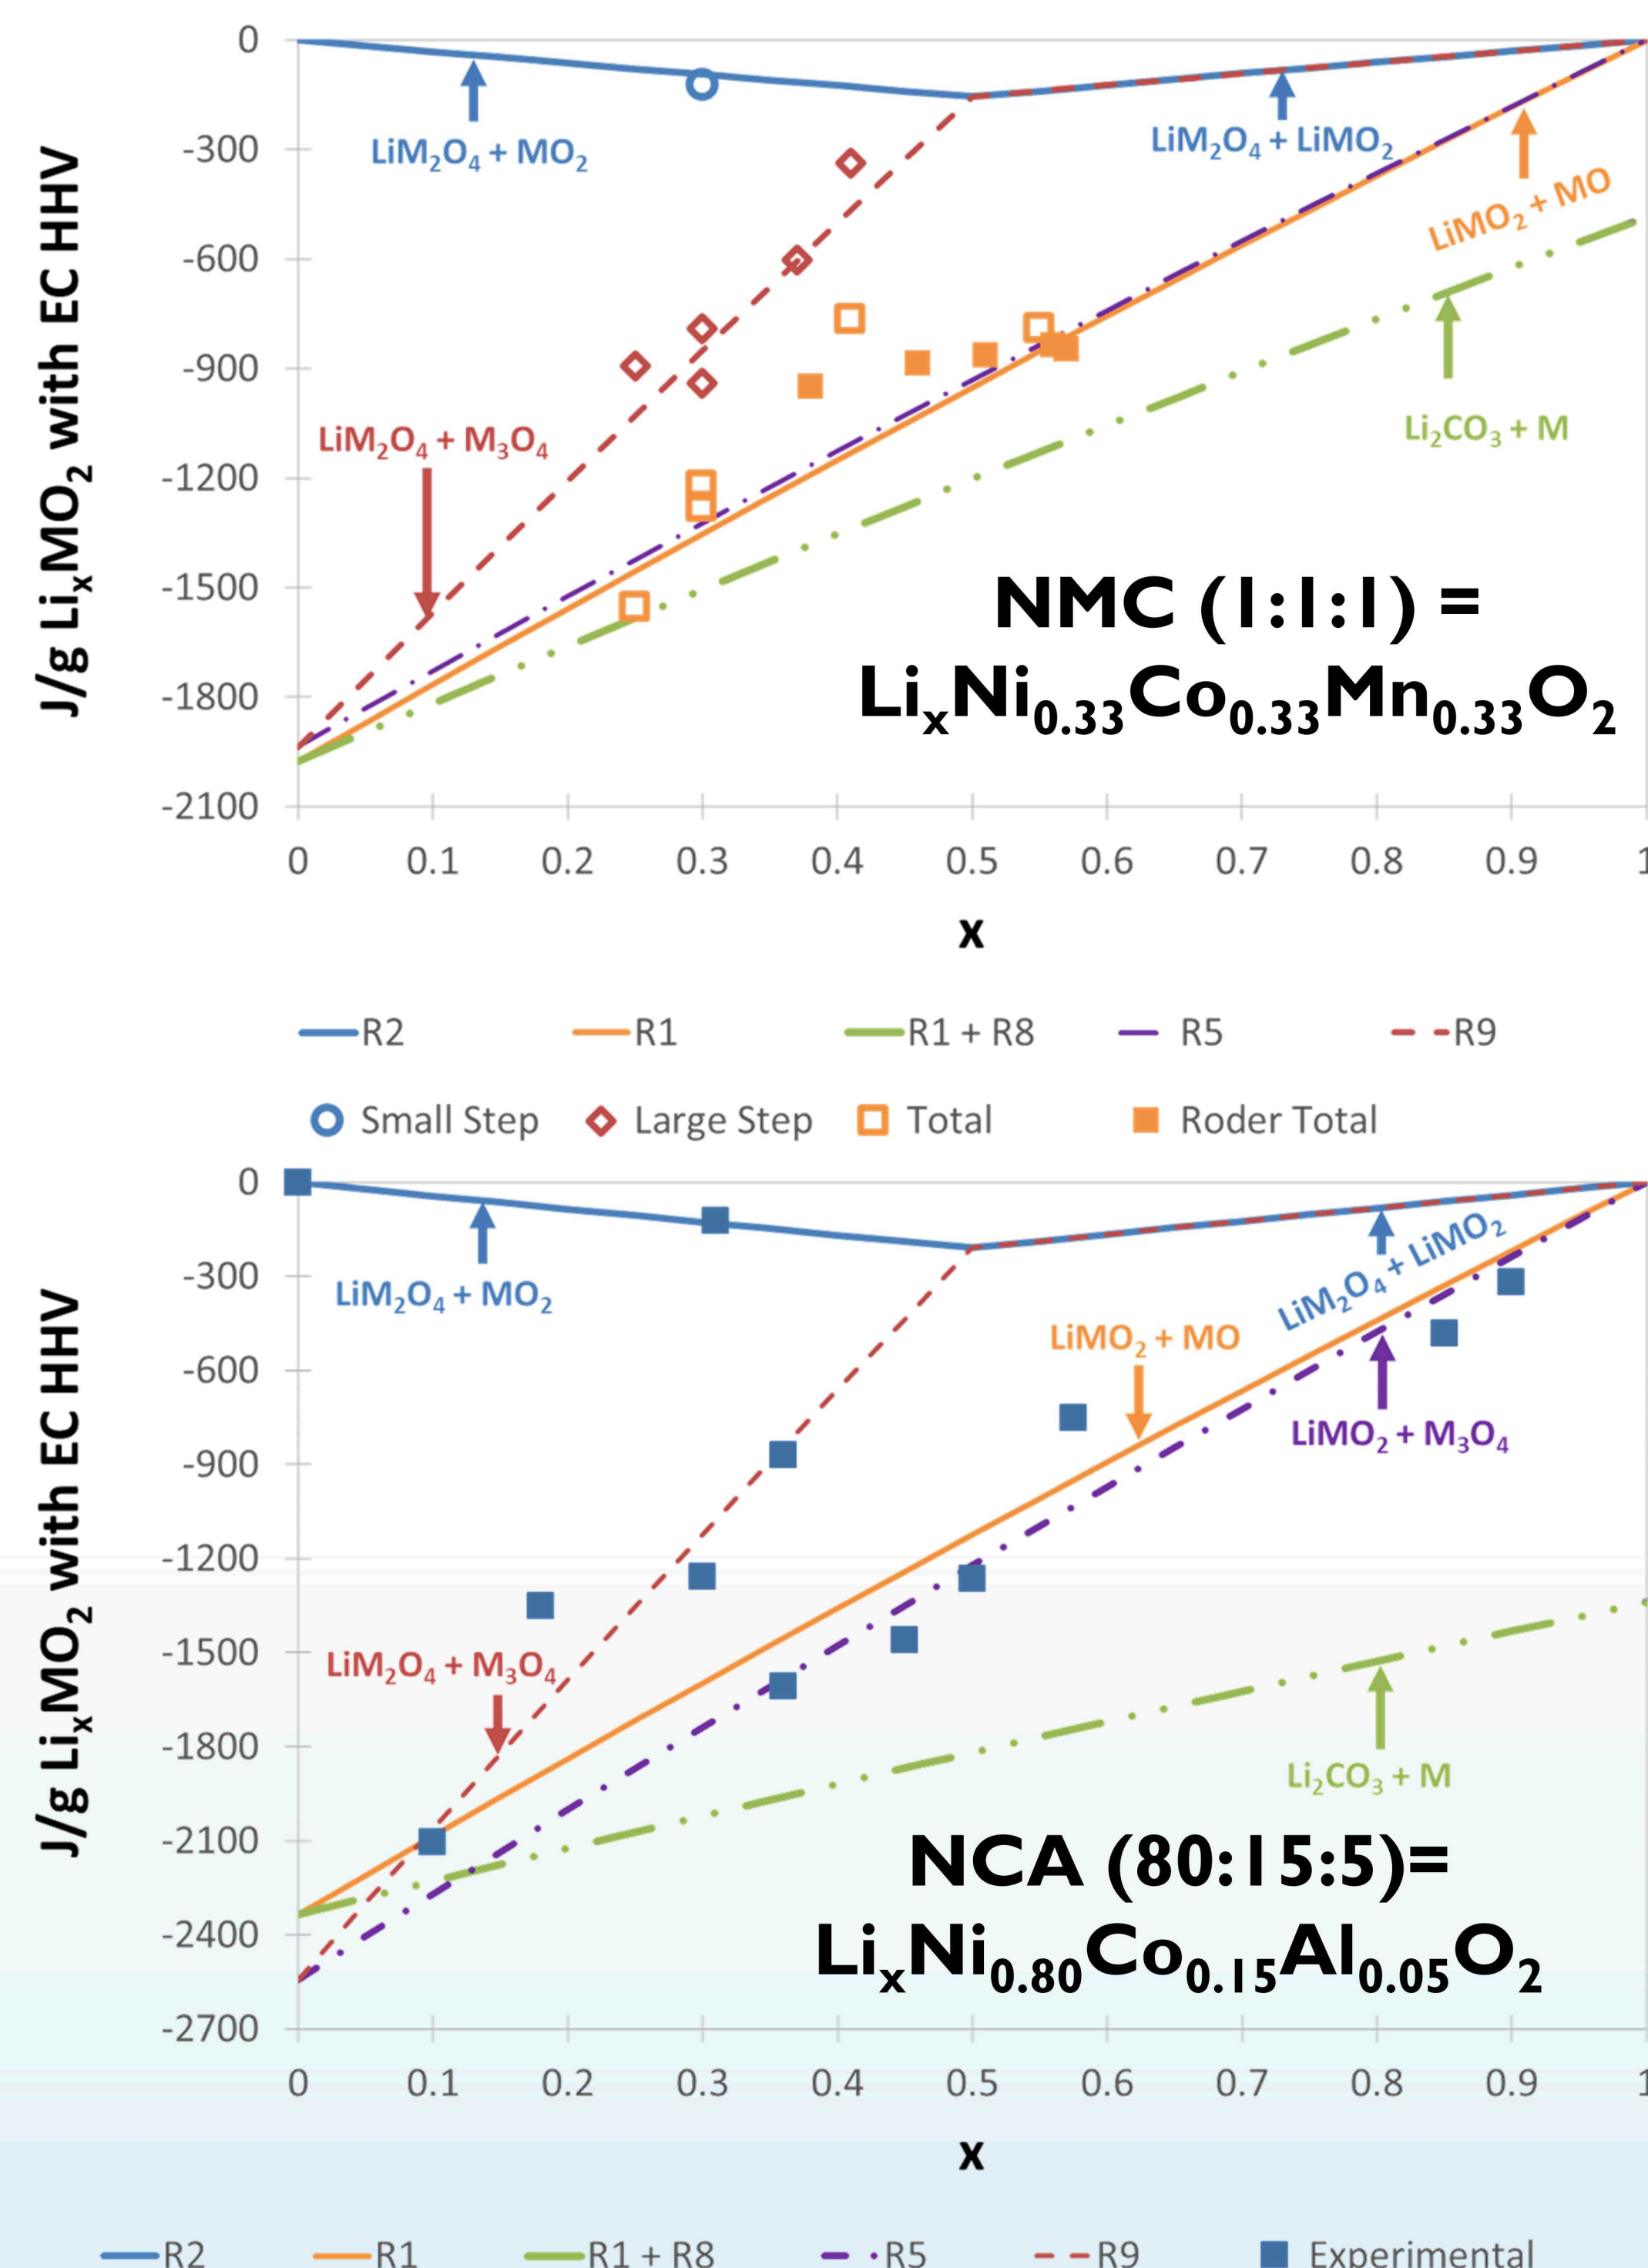 J/g LiₓMO₂ with EC HHV
0
-300
-600
-900
-1200
-1500
-1800
-2100
LiM₂O₄ + MO₂
LiM₂O₄ + LiMO₂
LiMO₂ + MO
LiM₂O₄ + M₃O₄
Li₂CO₃ + M
NMC (1:1:1) =
LiₓNi₀.₃₃Co₀.₃₃Mn₀.₃₃O₂
0 0.1 0.2 0.3 0.4 0.5 0.6 0.7 0.8 0.9 1
x
R2 R1 R1 + R8 R5 R9
Small Step Large Step Total Roder Total
J/g LiₓMO₂ with EC HHV
0
-300
-600
-900
-1200
-1500
-1800
-2100
-2400
-2700
LiM₂O₄ + MO₂
LiM₂O₄ + LiMO₂
LiMO₂ + MO
LiMO₂ + M₃O₄
LiM₂O₄ + M₃O₄
Li₂CO₃ + M
NCA (80:15:5)=
LiₓNi₀.₈₀Co₀.₁₅Al₀.₀₅O₂
0 0.1 0.2 0.3 0.4 0.5 0.6 0.7 0.8 0.9 1
x
R2 R1 R1 + R8 R5 R9 Experimental